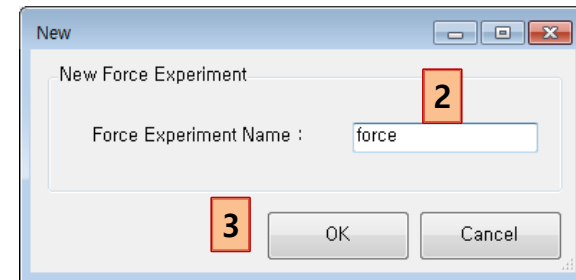 New
New Force Experiment
2
Force Experiment Name : force
3 OK Cancel